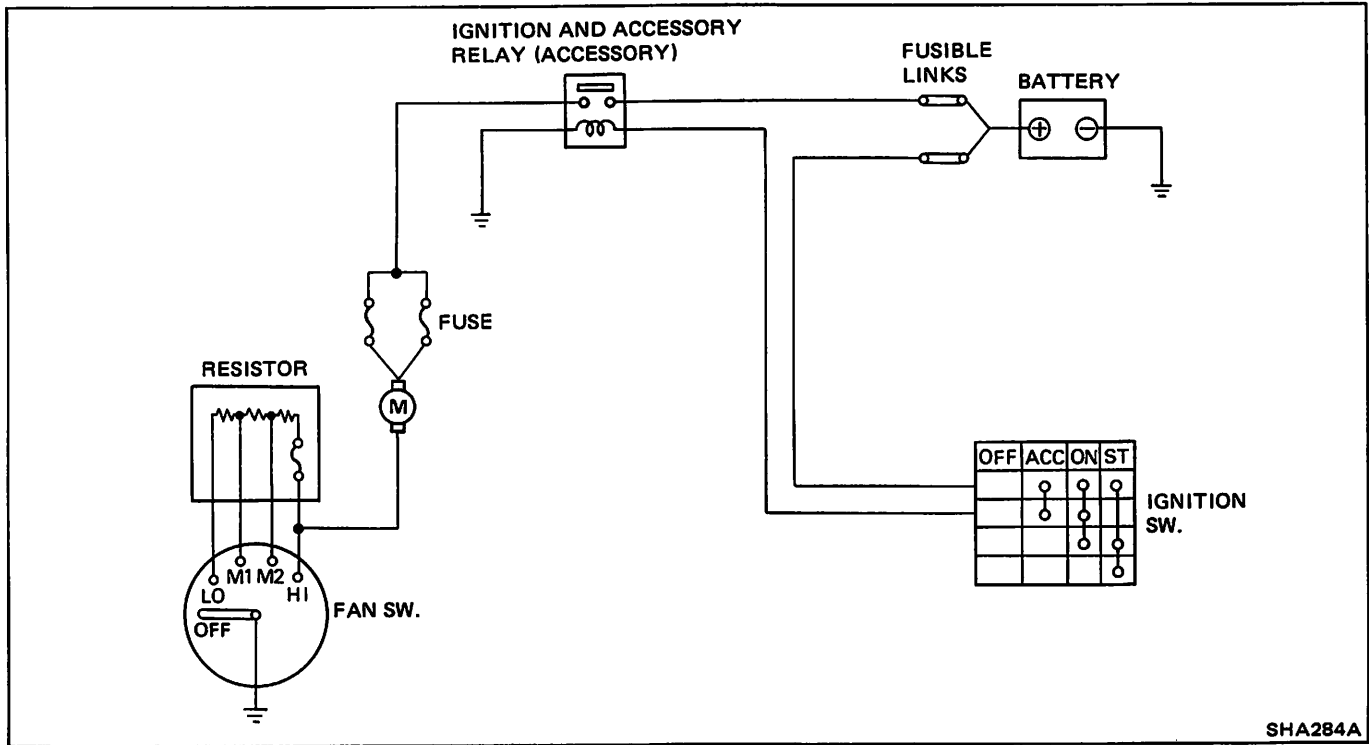 IGNITION AND ACCESSORY
RELAY (ACCESSORY)
FUSIBLE
LINKS
BATTERY
+
−
FUSE
RESISTOR
M
OFF ACC ON ST
IGNITION
SW.
LO M1 M2 HI
OFF
FAN SW.
SHA284A